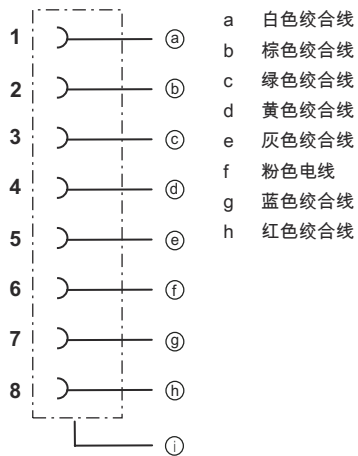 1 ⓐ
2 ⓑ
3 ⓒ
4 ⓓ
5 ⓔ
6 ⓕ
7 ⓖ
8 ⓗ
ⓘ
a 白色绞合线
b 棕色绞合线
c 绿色绞合线
d 黄色绞合线
e 灰色绞合线
f 粉色电线
g 蓝色绞合线
h 红色绞合线